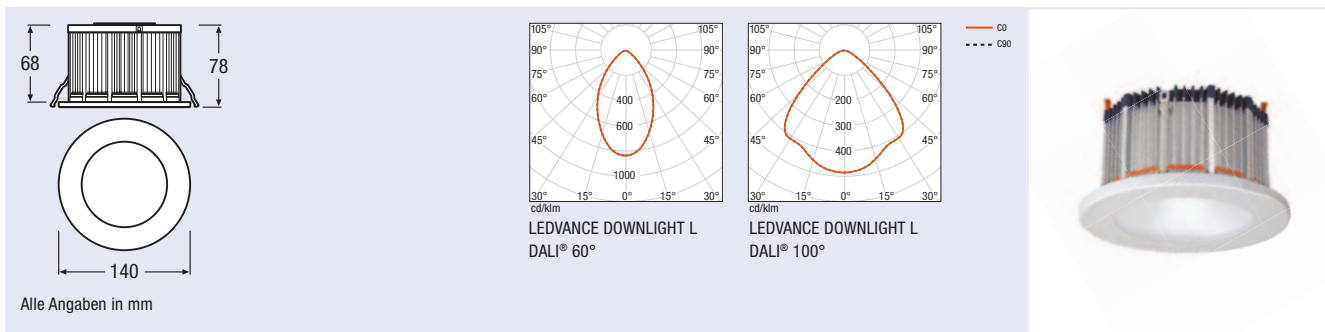 68
78
140
Alle Angaben in mm
105° 105°
90° 90°
75° 75°
60° 60°
45° 45°
400
600
1000
30° 15° 0° 15° 30°
cd/klm
LEDVANCE DOWNLIGHT L
DALI® 60°
105° 105°
90° 90°
75° 75°
60° 60°
45° 45°
200
300
400
30° 15° 0° 15° 30°
cd/klm
LEDVANCE DOWNLIGHT L
DALI® 100°
C0
C90